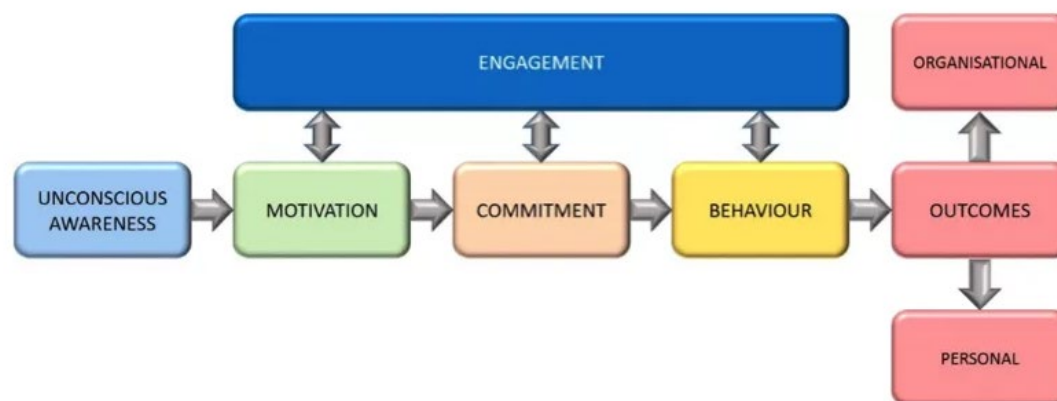 ENGAGEMENT
ORGANISATIONAL
UNCONSCIOUS
AWARENESS
MOTIVATION
COMMITMENT
BEHAVIOUR
OUTCOMES
PERSONAL